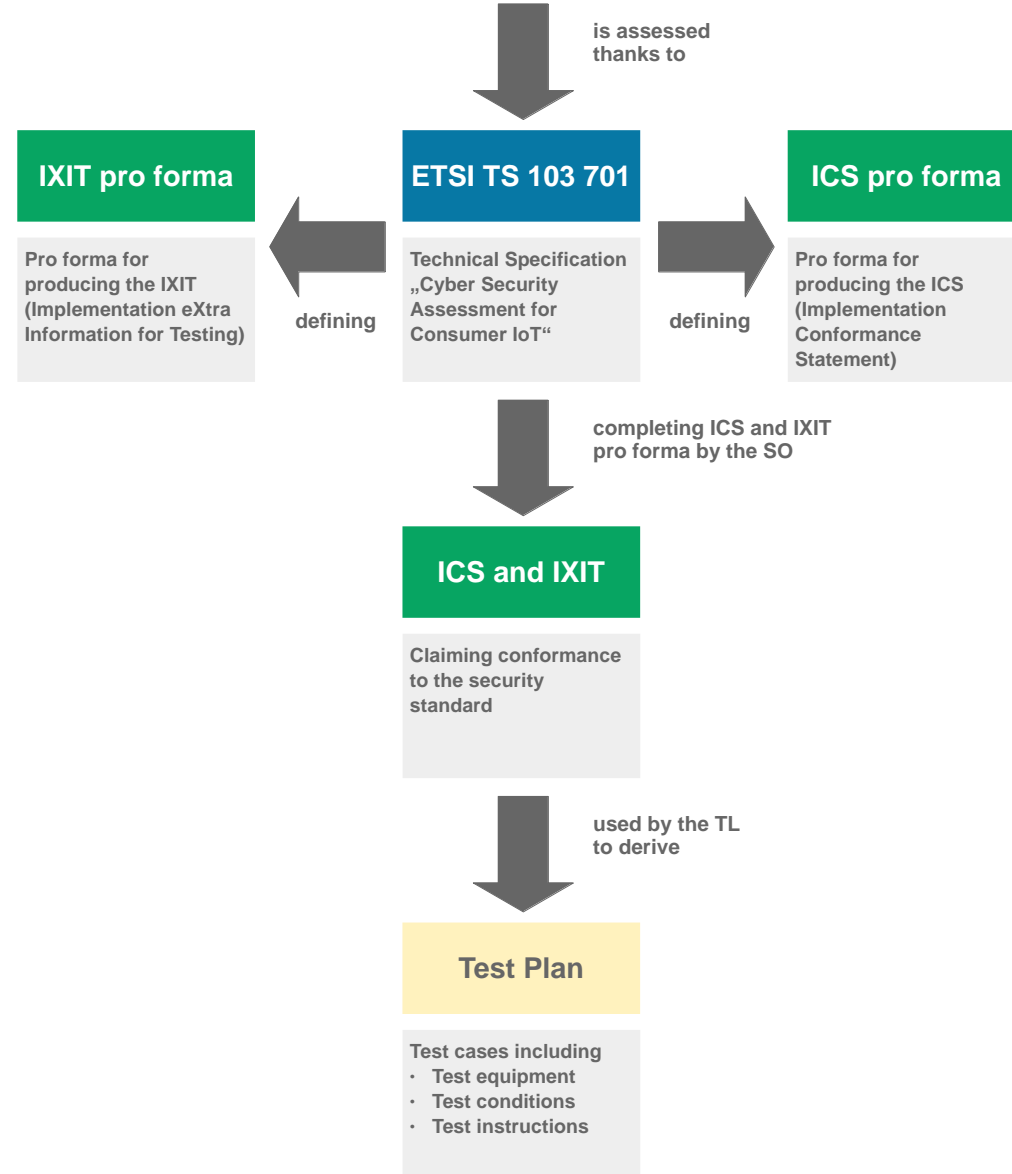 is assessed
thanks to
IXIT pro forma
ETSI TS 103 701
ICS pro forma
Pro forma for
producing the IXIT
(Implementation eXtra
Information for Testing)
defining
Technical Specification
„Cyber Security
Assessment for
Consumer IoT“
defining
Pro forma for
producing the ICS
(Implementation
Conformance
Statement)
completing ICS and IXIT
pro forma by the SO
ICS and IXIT
Claiming conformance
to the security
standard
used by the TL
to derive
Test Plan
Test cases including
· Test equipment
· Test conditions
· Test instructions